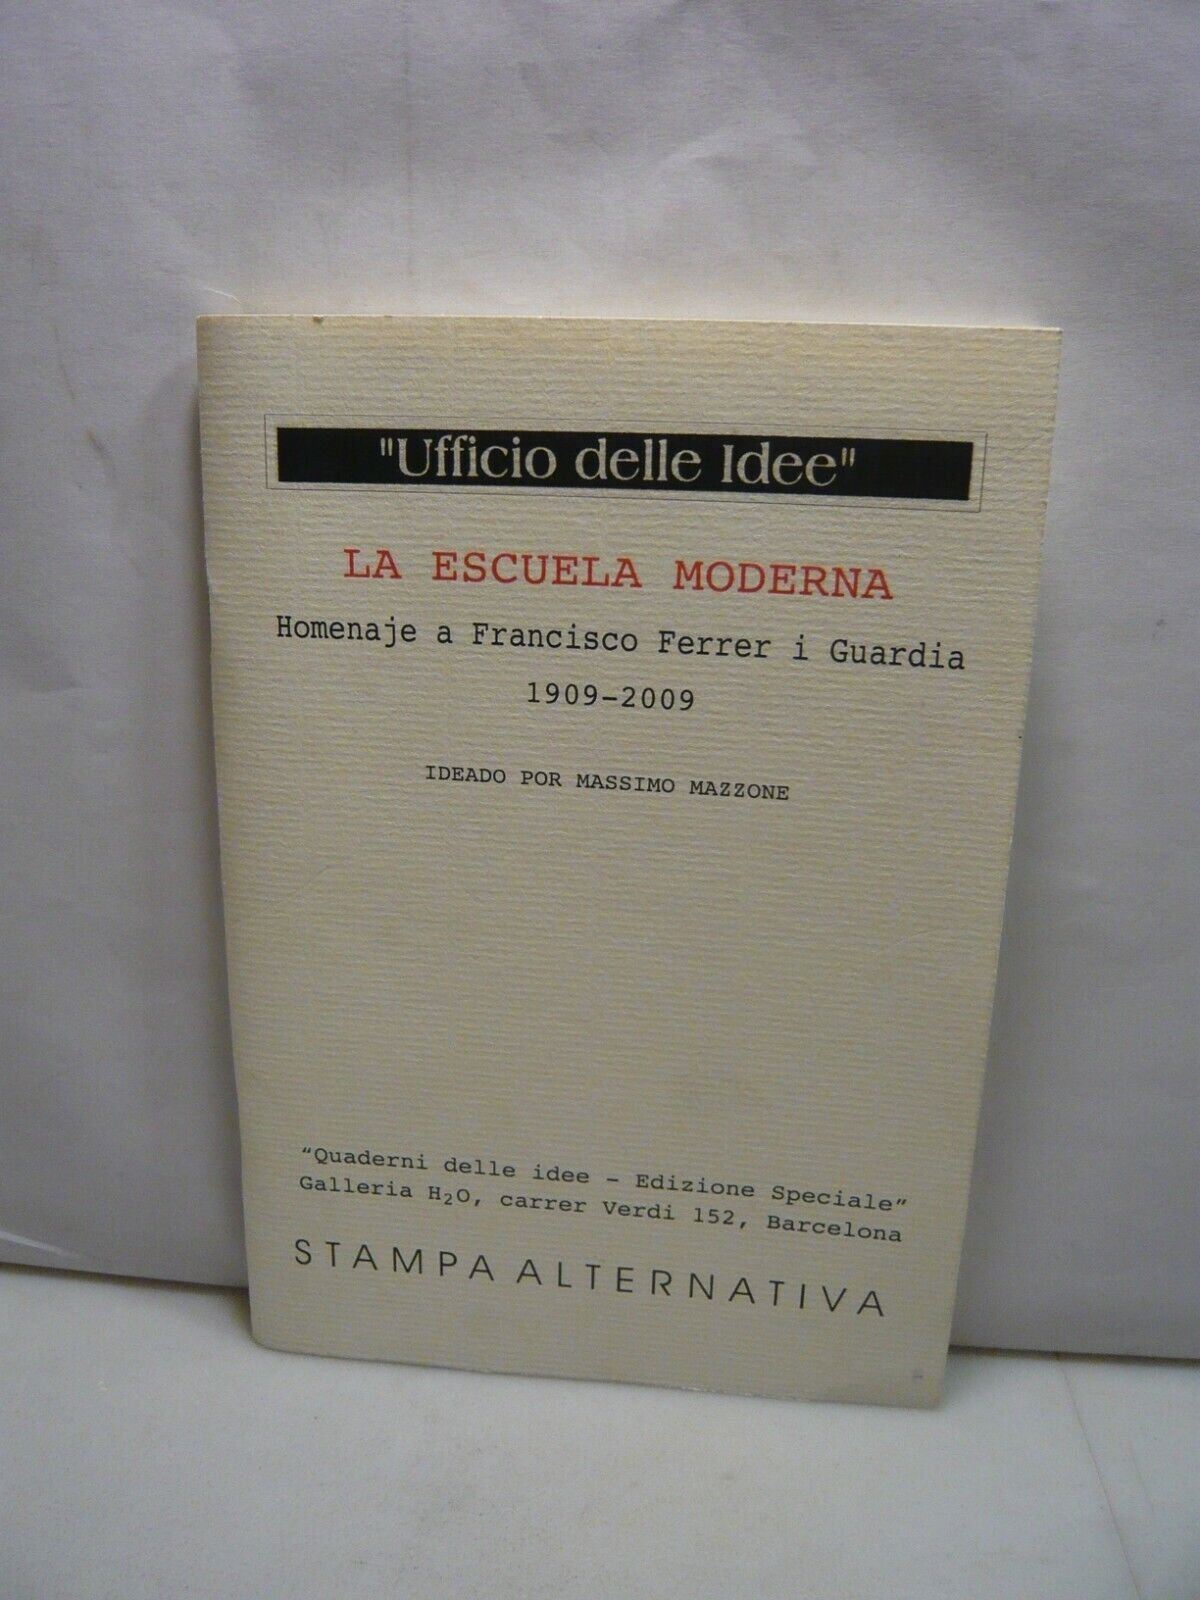 "Ufficio delle Idee"
LA ESCUELA MODERNA
Homenaje a Francisco Ferrer i Guardia
1909-2009
IDEADO POR MASSIMO MAZZONE
"Quaderni delle idee - Edizione Speciale"
Galleria H₂O, carrer Verdi 152, Barcelona
STAMPA ALTERNATIVA